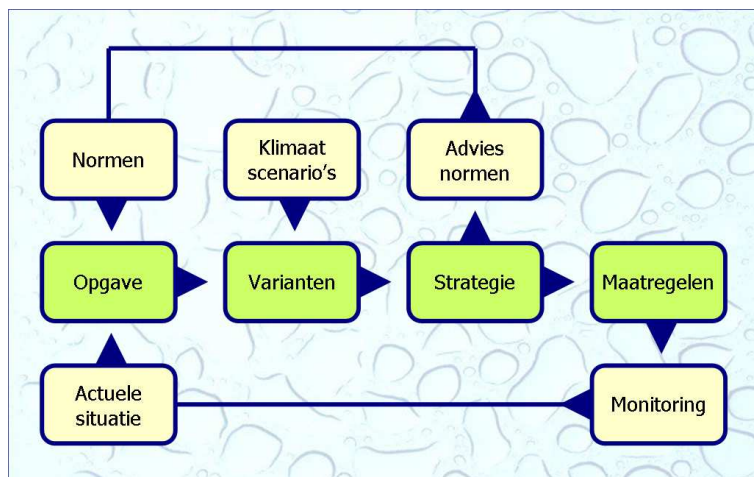 Normen
Klimaat
scenario's
Advies
normen
Opgave
Varianten
Strategie
Maatregelen
Actuele
situatie
Monitoring